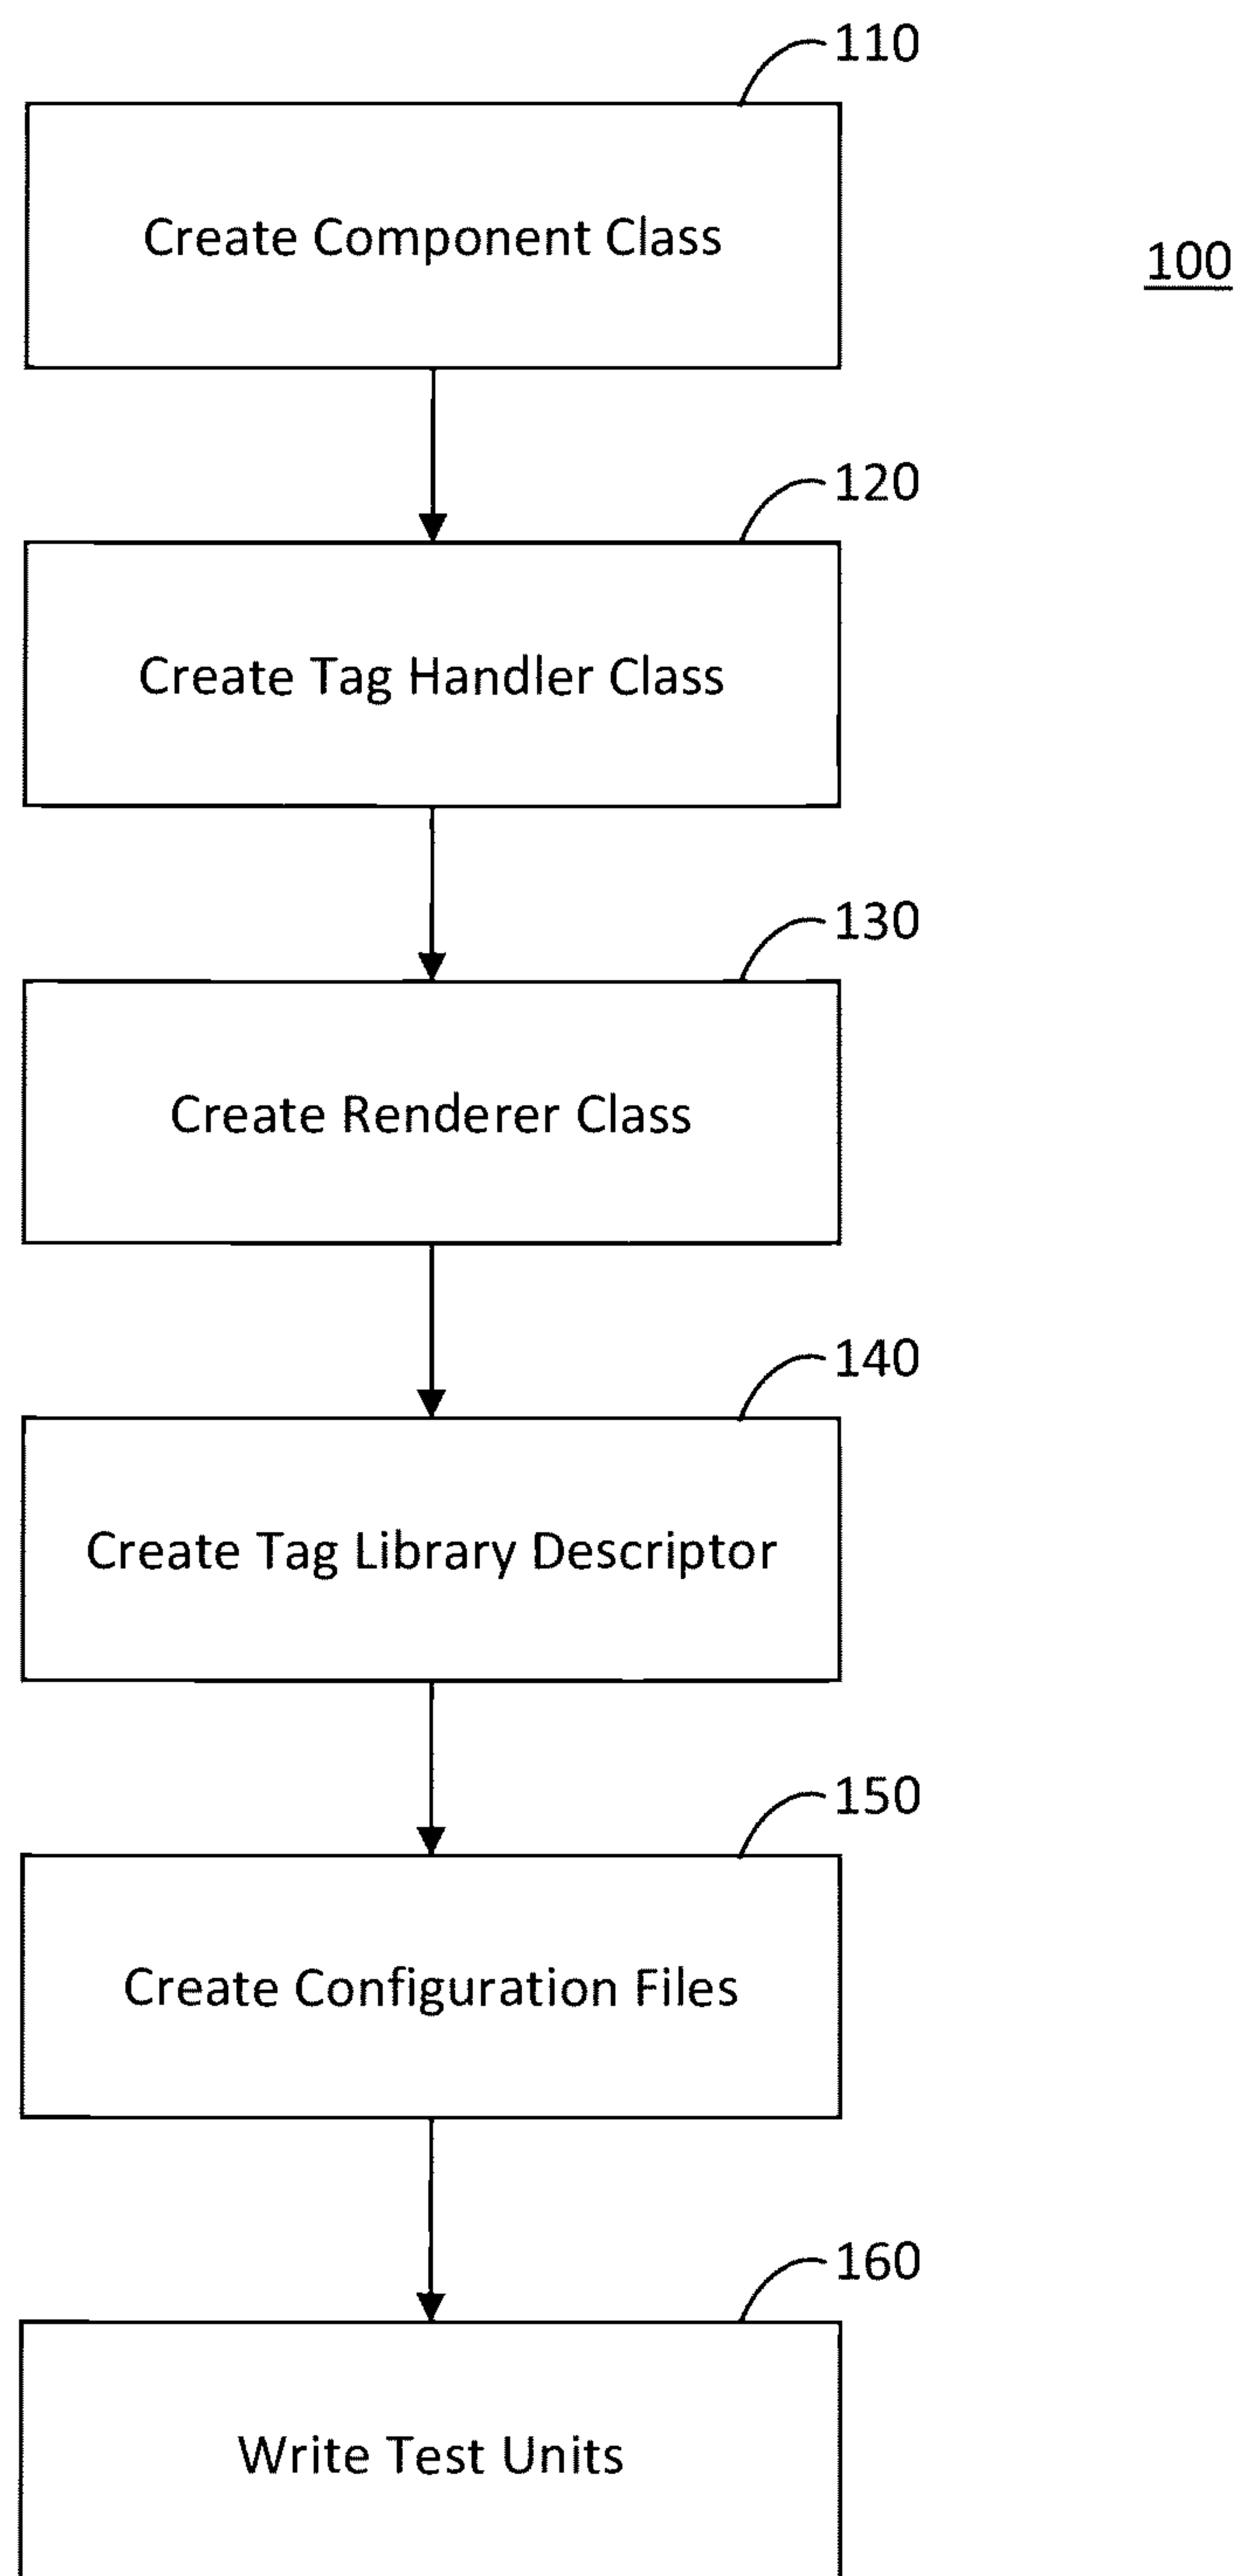 110
Create Component Class
100
120
Create Tag Handler Class
130
Create Renderer Class
140
Create Tag Library Descriptor
150
Create Configuration Files
160
Write Test Units